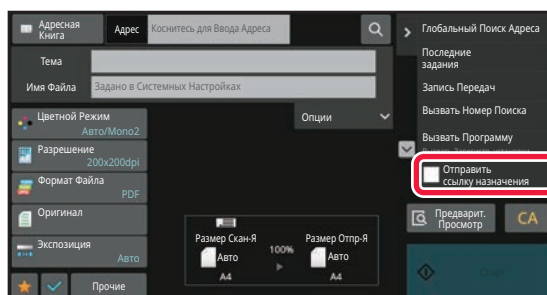 Адресная
Книга
Адрес
Коснитесь для Ввода Адреса
Тема
Имя Файла
Задано в Системных Настройках
Опции
Цветной Режим
Авто/Mono2
Разрешение
200x200dpi
Формат Файла
PDF
Оригинал
Экспозиция
Авто
Прочие
Размер Скан-Я
Авто
A4
100%
Размер Отпр-Я
Авто
A4
Глобальный Поиск Адреса
Последние
задания
Запись Передач
Вызвать Номер Поиска
Вызвать Программу
Отправить
ссылку назначения
Предварит.
Просмотр
CA
Старт